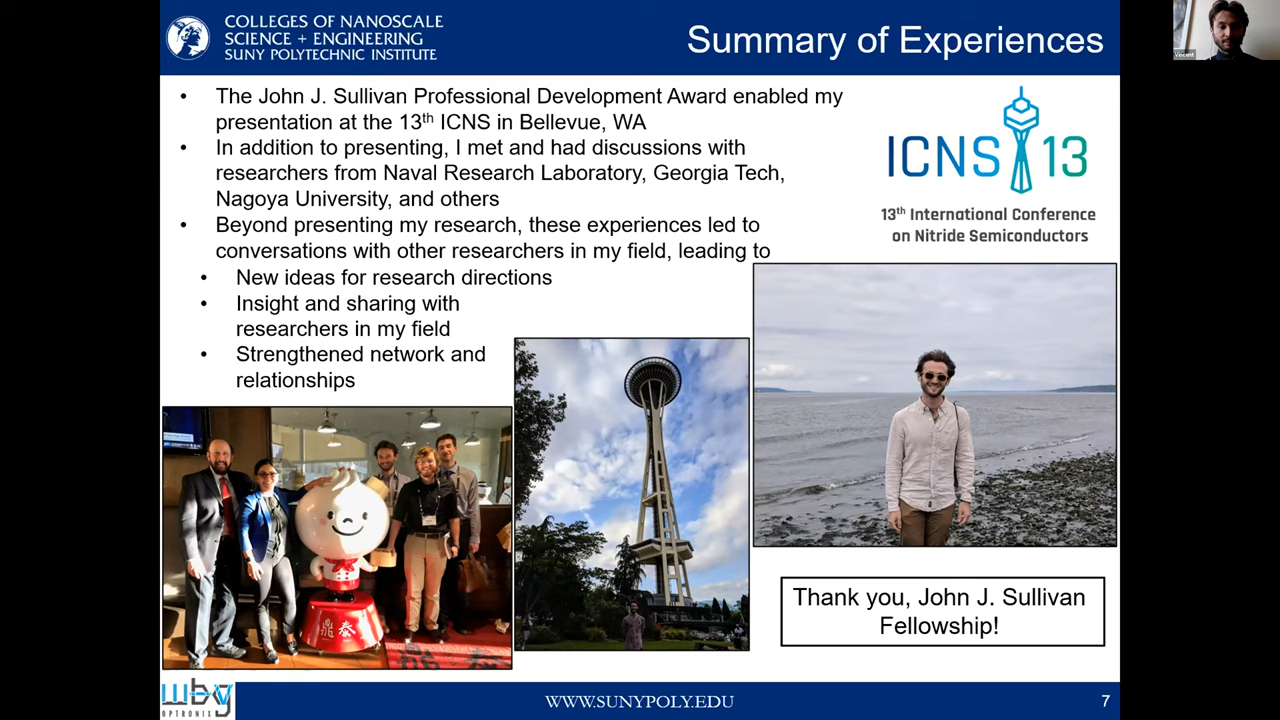 COLLEGES OF NANOSCALE
SCIENCE + ENGINEERING
SUNY POLYTECHNIC INSTITUTE
Summary of Experiences
Vincent
• The John J. Sullivan Professional Development Award enabled my
presentation at the 13th ICNS in Bellevue, WA
• In addition to presenting, I met and had discussions with
researchers from Naval Research Laboratory, Georgia Tech,
Nagoya University, and others
• Beyond presenting my research, these experiences led to
conversations with other researchers in my field, leading to
• New ideas for research directions
• Insight and sharing with
researchers in my field
• Strengthened network and
relationships
ICNS 13
13th International Conference
on Nitride Semiconductors
鼎泰
Thank you, John J. Sullivan
Fellowship!
wbg
OPTRONIX
WWW.SUNYPOLY.EDU
7